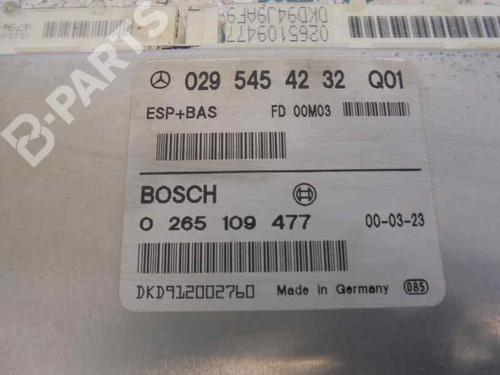 DKD94J9AF9
0265109477
029 545 42 32 Q01
ESP+BAS FD 00M03
BOSCH
0 265 109 477 00-03-23
DKD912002760 Made in Germany 085